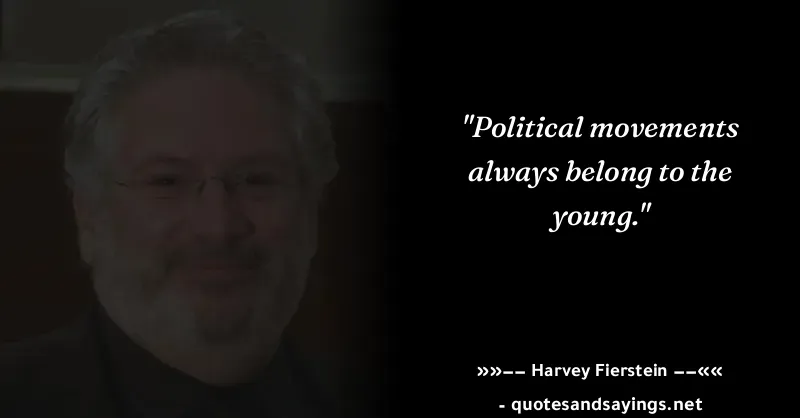 "Political movements
always belong to the
young."
»»−− Harvey Fierstein −−««
- quotesandsayings.net